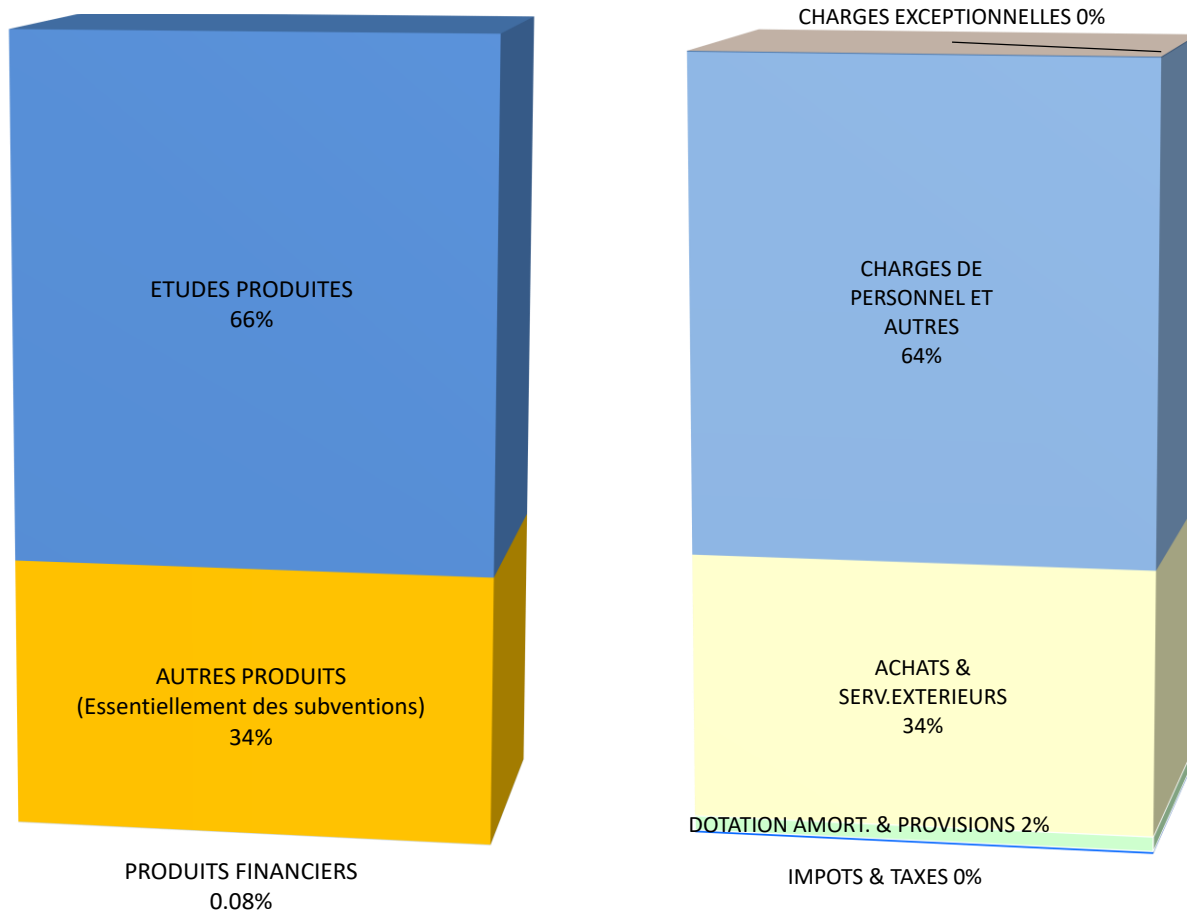 ETUDES PRODUITES
66%
AUTRES PRODUITS
(Essentiellement des subventions)
34%
PRODUITS FINANCIERS
0.08%
CHARGES EXCEPTIONNELLES 0%
CHARGES DE
PERSONNEL ET
AUTRES
64%
ACHATS &
SERV.EXTERIEURS
34%
DOTATION AMORT. & PROVISIONS 2%
IMPOTS & TAXES 0%